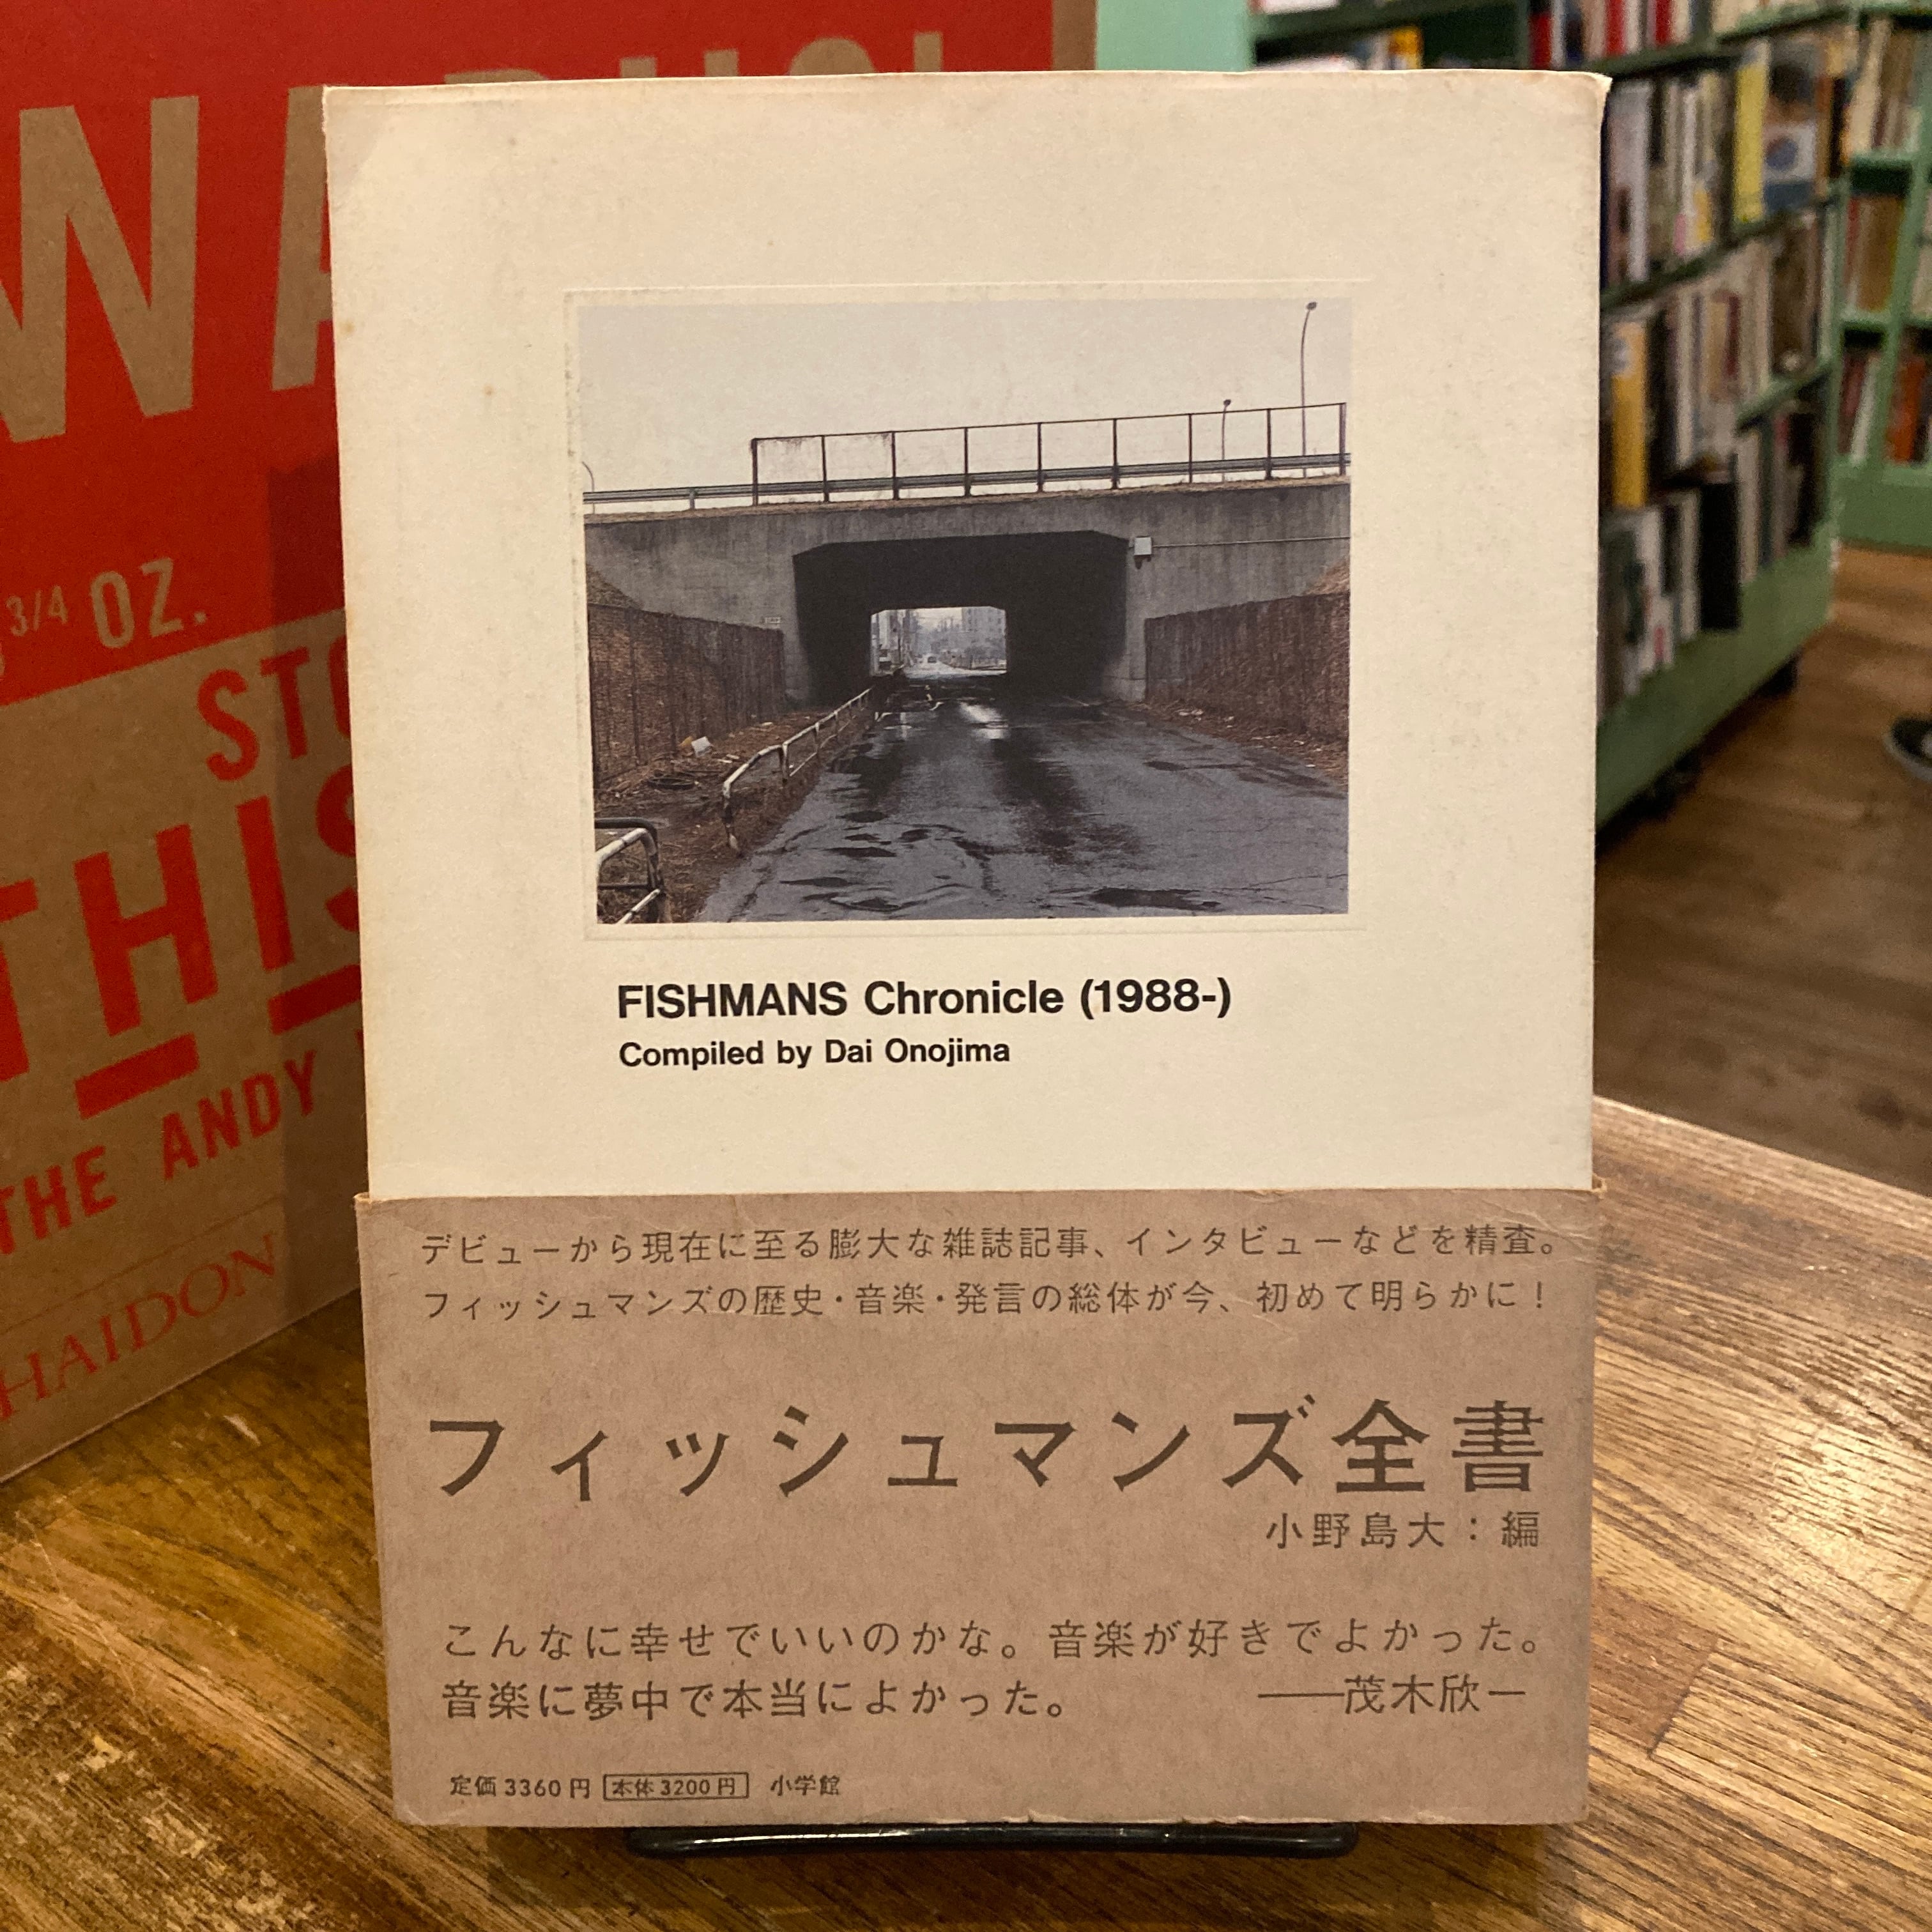 3/4 OZ.
THE ANDY
FISHMANS Chronicle (1988-)
Compiled by Dai Onojima
デビューから現在に至る膨大な雑誌記事、インタビューなどを精査。
フィッシュマンズの歴史・音楽・発言の総体が今、初めて明らかに！
フィッシュマンズ全書
小野島大：編
こんなに幸せでいいのかな。音楽が好きでよかった。
音楽に夢中で本当によかった。 ──茂木欣一
定価3360円 本体3200円 小学館